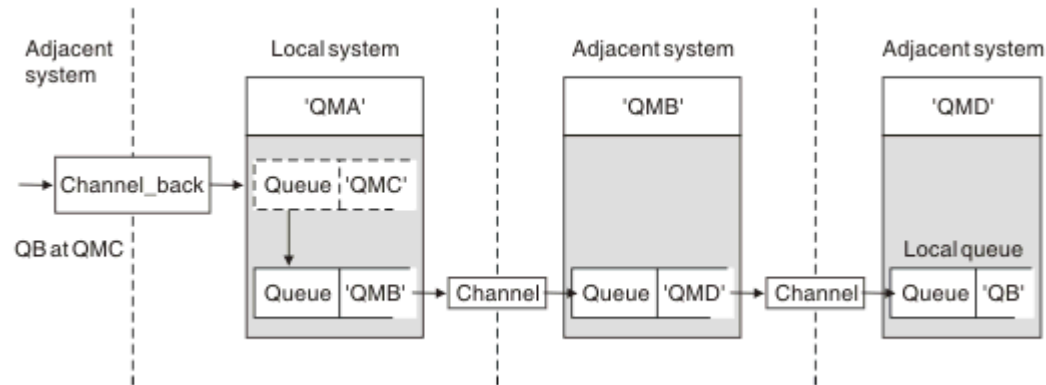 Adjacent system
Local system
Adjacent system
Adjacent system
'QMA'
'QMB'
'QMD'
Channel_back
Queue 'QMC'
QB at QMC
Local queue
Queue 'QMB'
Channel
Queue 'QMD'
Channel
Queue 'QB'